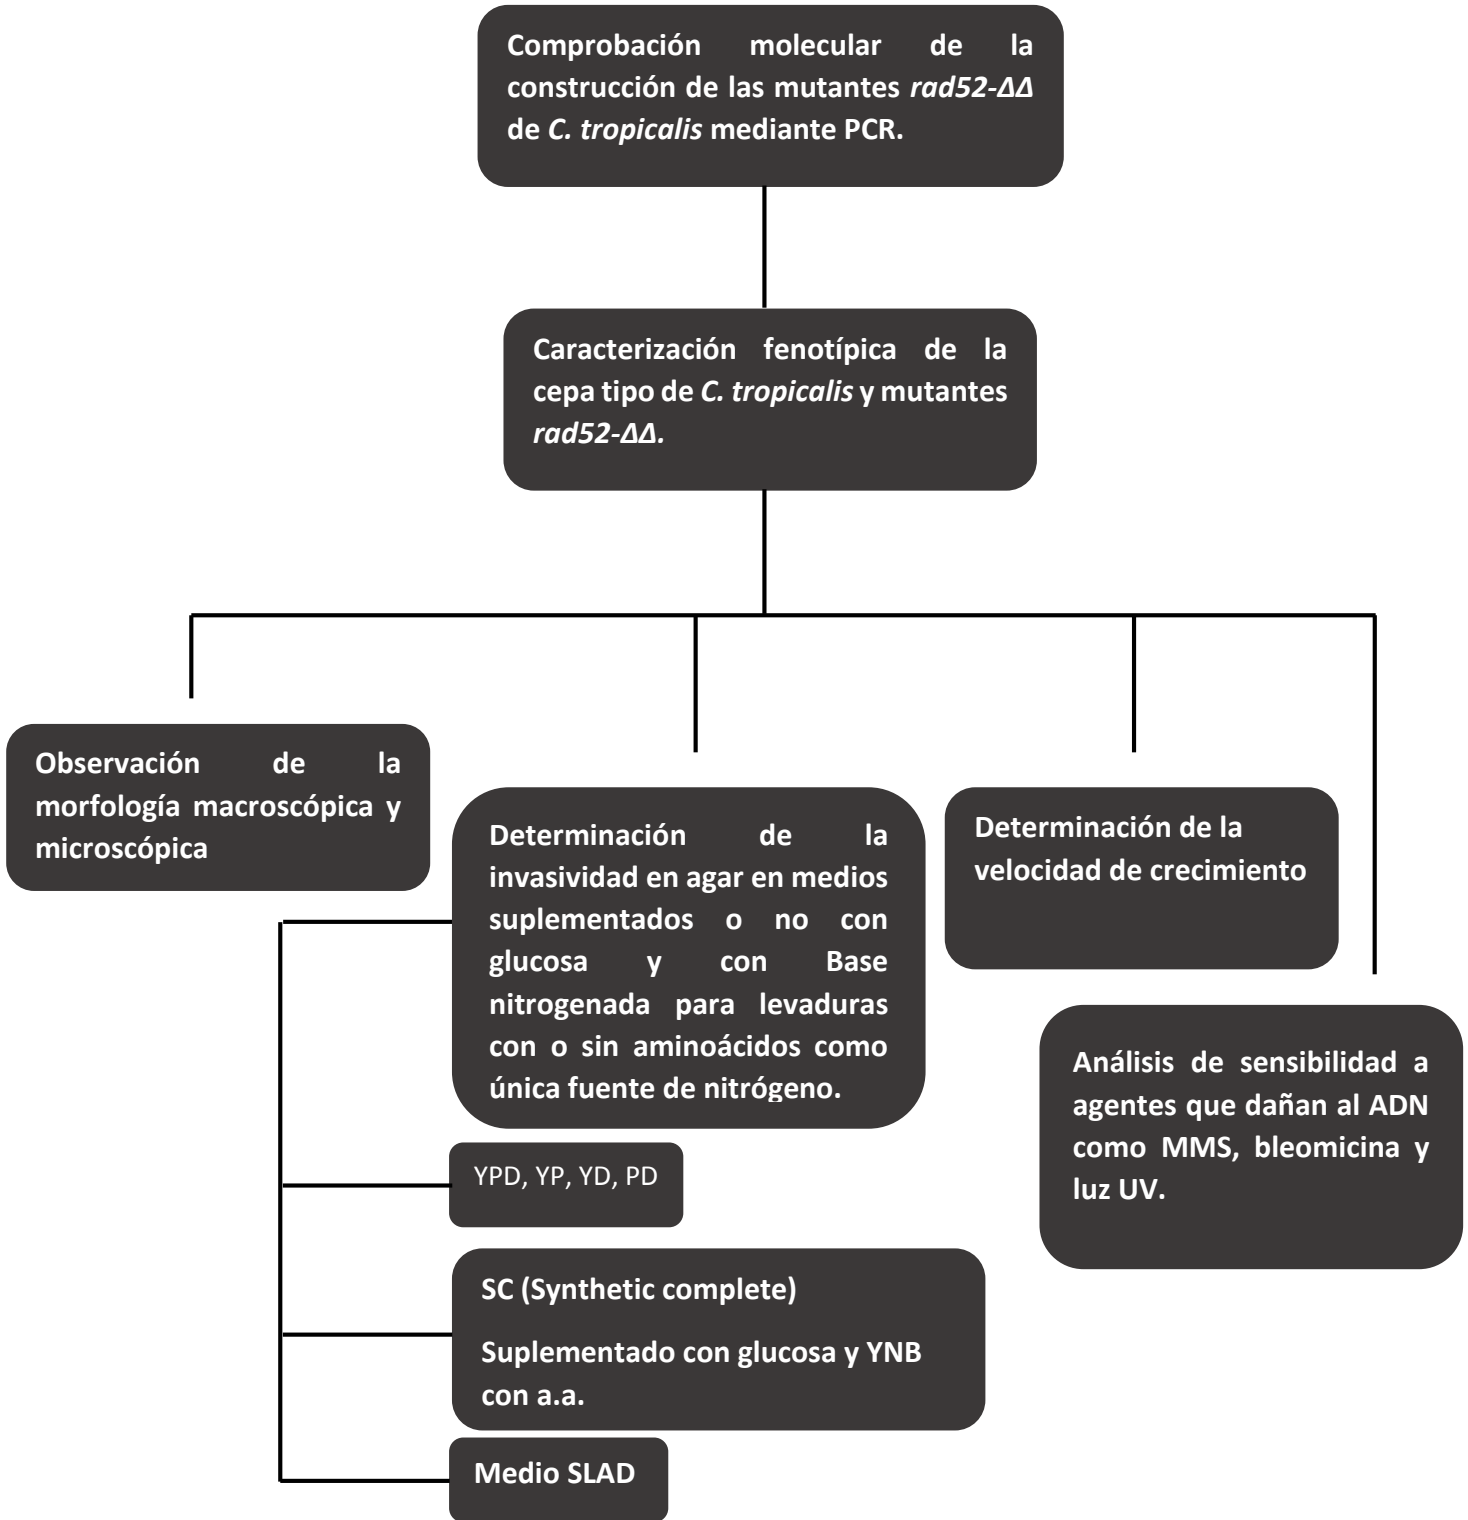 Comprobación molecular de la
construcción de las mutantes rad52-ΔΔ
de C. tropicalis mediante PCR.
Caracterización fenotípica de la
cepa tipo de C. tropicalis y mutantes
rad52-ΔΔ.
Observación de la
morfología macroscópica y
microscópica
Determinación de la
invasividad en agar en medios
suplementados o no con
glucosa y con Base
nitrogenada para levaduras
con o sin aminoácidos como
única fuente de nitrógeno.
Determinación de la
velocidad de crecimiento
Análisis de sensibilidad a
agentes que dañan al ADN
como MMS, bleomicina y
luz UV.
YPD, YP, YD, PD
SC (Synthetic complete)
Suplementado con glucosa y YNB
con a.a.
Medio SLAD